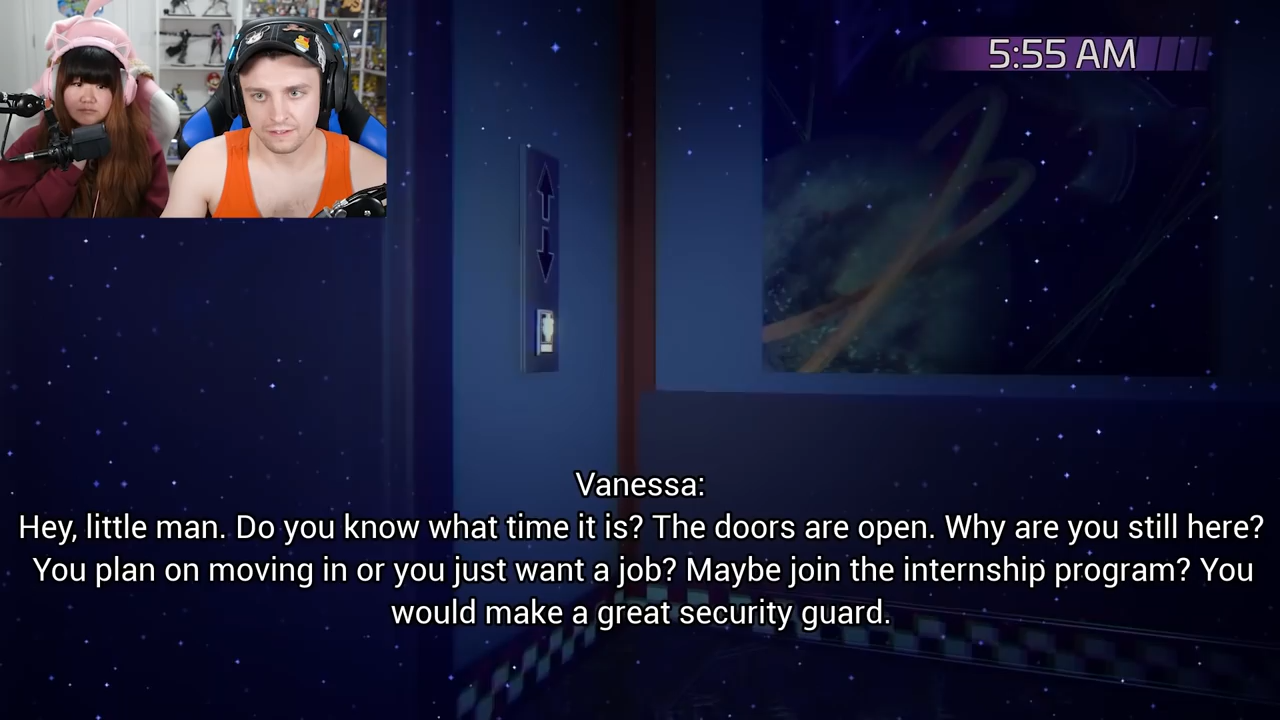 5:55 AM
Vanessa:
Hey, little man. Do you know what time it is? The doors are open. Why are you still here?
You plan on moving in or you just want a job? Maybe join the internship program? You
would make a great security guard.